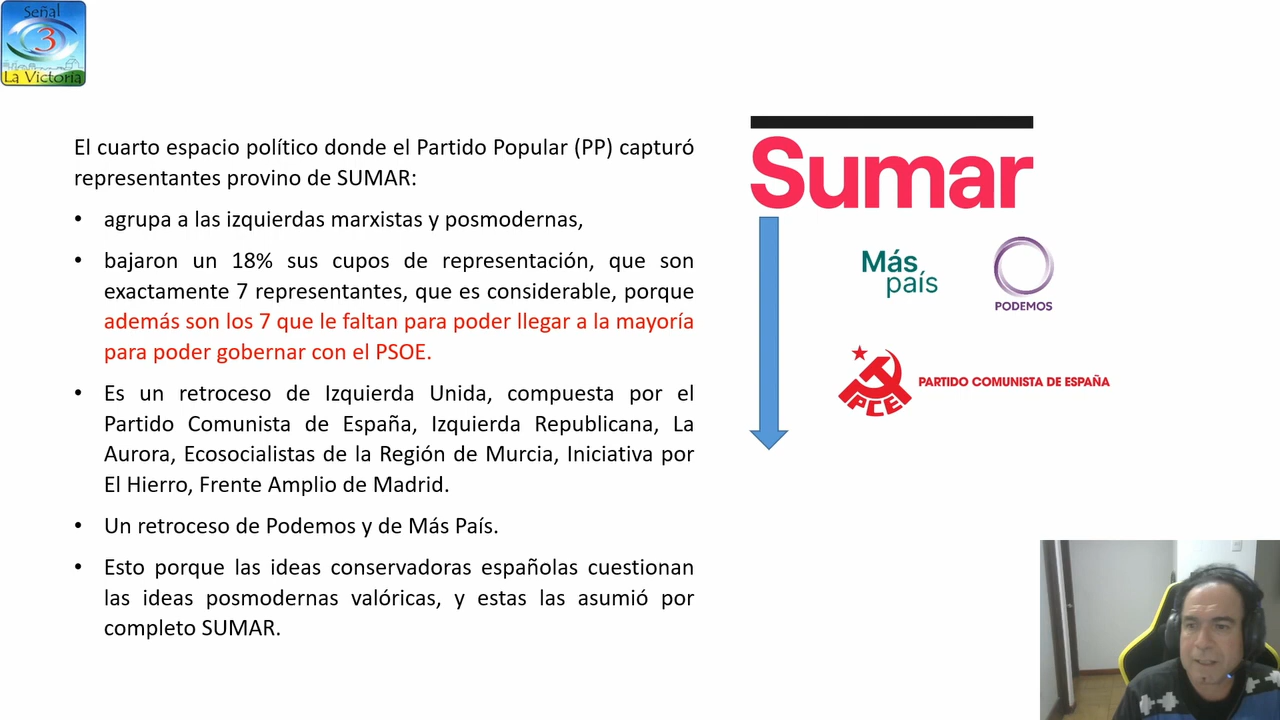 Señal
3
La Victoria
El cuarto espacio político donde el Partido Popular (PP) capturó
representantes provino de SUMAR:
• agrupa a las izquierdas marxistas y posmodernas,
• bajaron un 18% sus cupos de representación, que son
exactamente 7 representantes, que es considerable, porque
además son los 7 que le faltan para poder llegar a la mayoría
para poder gobernar con el PSOE.
• Es un retroceso de Izquierda Unida, compuesta por el
Partido Comunista de España, Izquierda Republicana, La
Aurora, Ecosocialistas de la Región de Murcia, Iniciativa por
El Hierro, Frente Amplio de Madrid.
• Un retroceso de Podemos y de Más País.
• Esto porque las ideas conservadoras españolas cuestionan
las ideas posmodernas valóricas, y estas las asumió por
completo SUMAR.
Sumar
Más
país
PODEMOS
PCE
PARTIDO COMUNISTA DE ESPAÑA